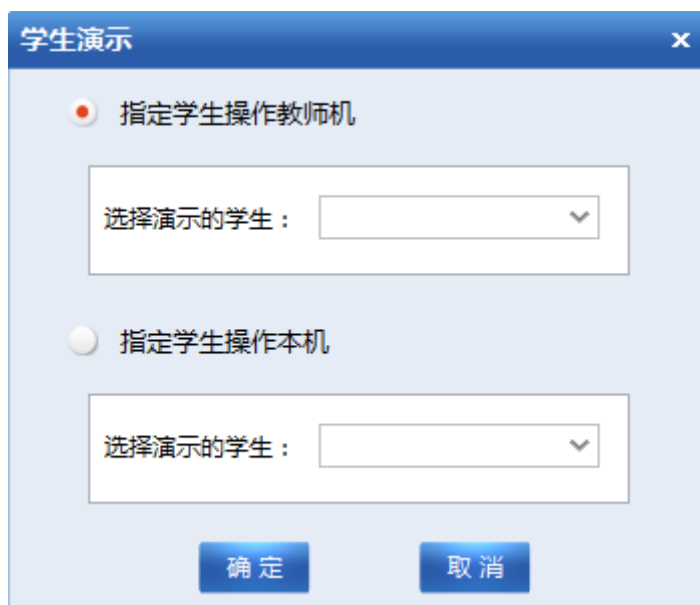 学生演示
指定学生操作教师机
选择演示的学生：
指定学生操作本机
选择演示的学生：
确定 取消